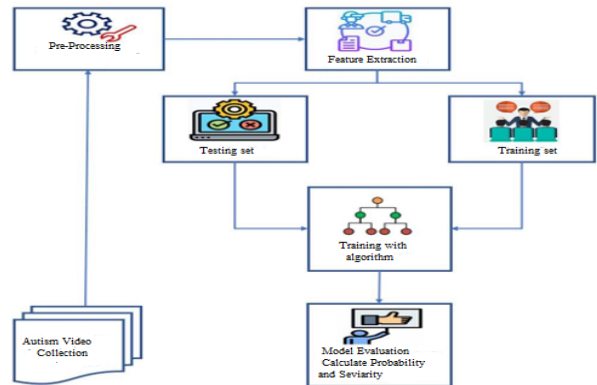 Pre-Processing
Feature Extraction
Testing set
Training set
Training with
algorithm
Autism Video
Collection
Model Evaluation
Calculate Probability
and Seviarity